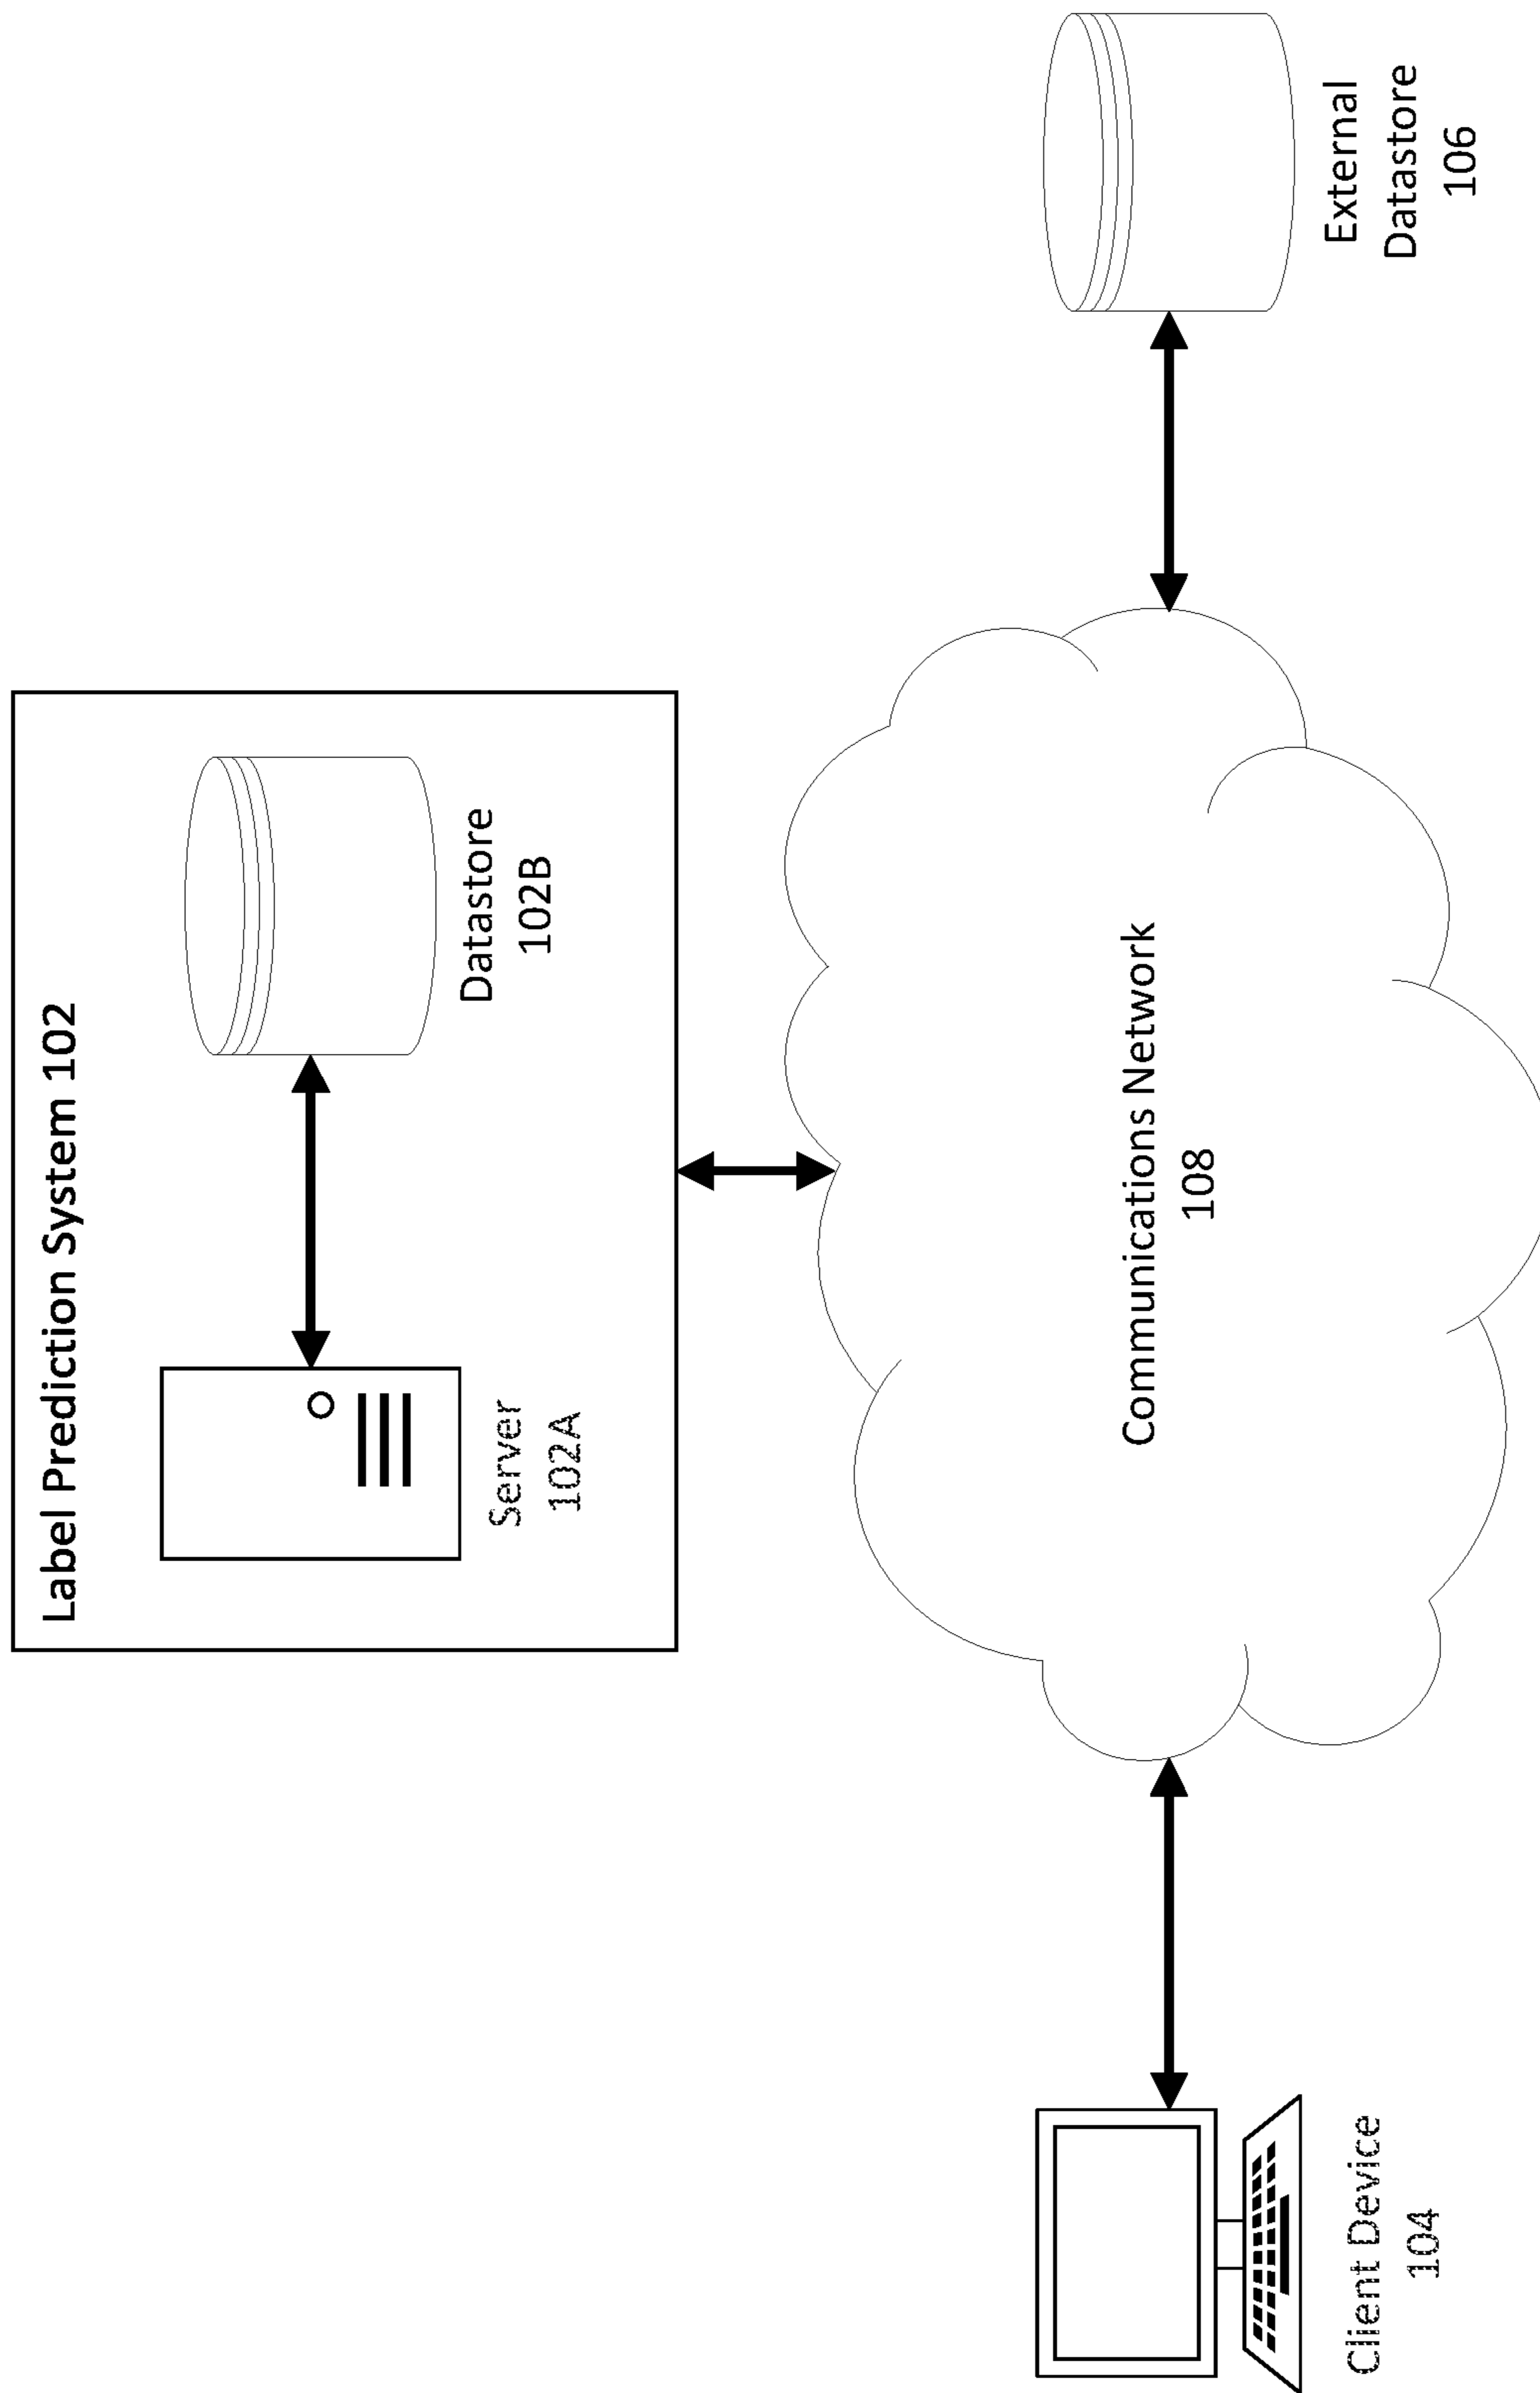 Label Prediction System 102
Server
102A
Datastore
102B
Communications Network
108
Client Device
104
External
Datastore
106